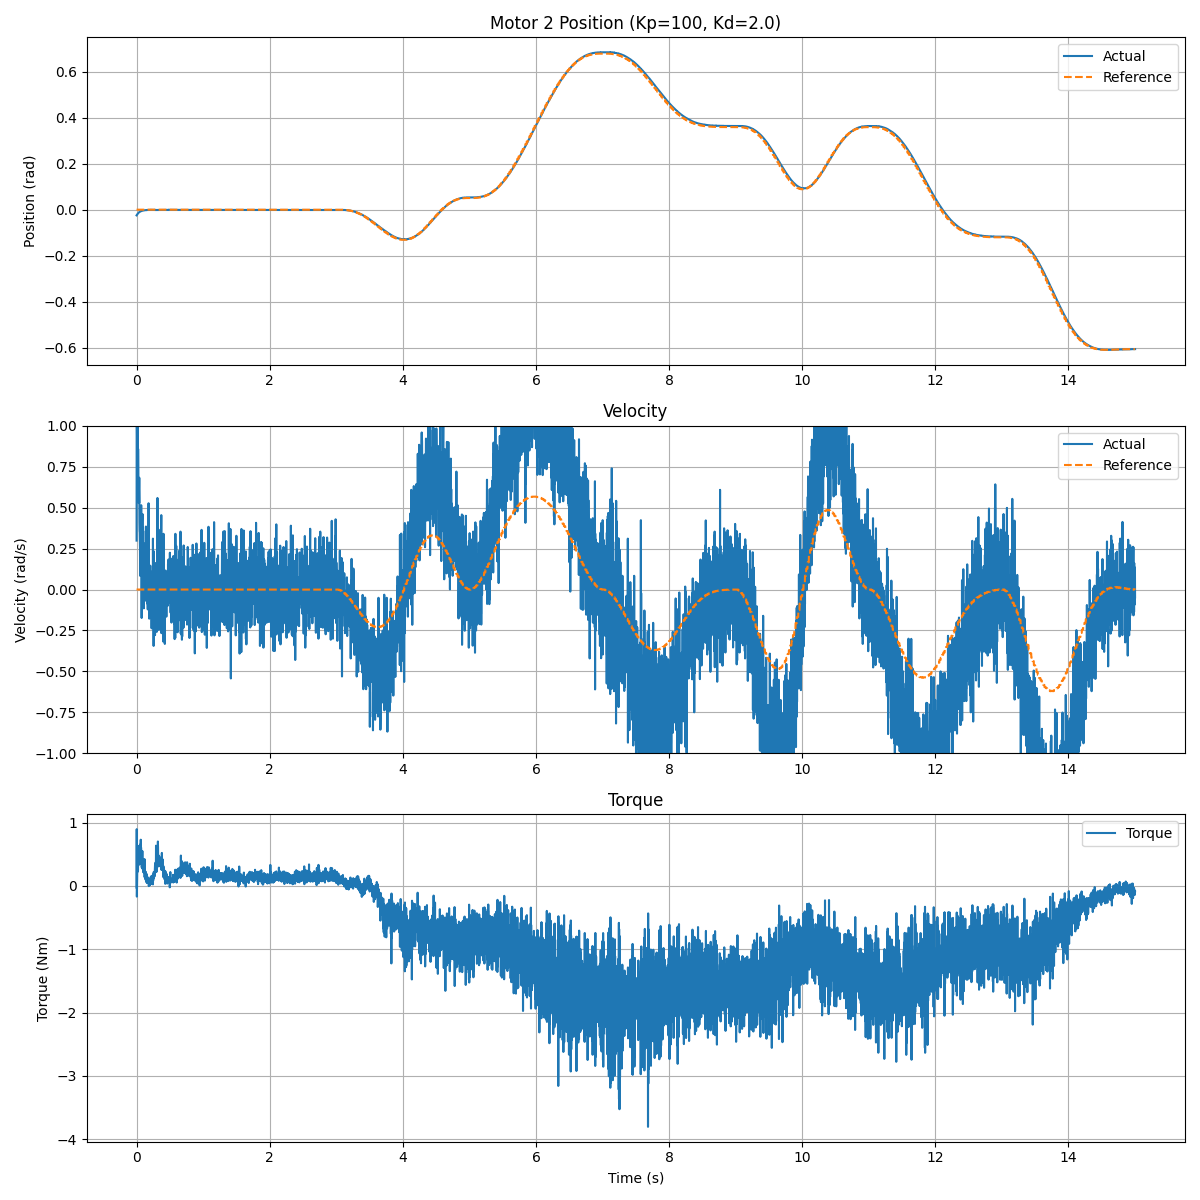 Motor 2 Position (Kp=100, Kd=2.0)
Actual
Reference
0.6
0.4
0.2
0.0
−0.2
−0.4
−0.6
Position (rad)
0 2 4 6 8 10 12 14
Velocity
Actual
Reference
1.00
0.75
0.50
0.25
0.00
−0.25
−0.50
−0.75
−1.00
Velocity (rad/s)
0 2 4 6 8 10 12 14
Torque
Torque
1
0
−1
−2
−3
−4
Torque (Nm)
0 2 4 6 8 10 12 14
Time (s)